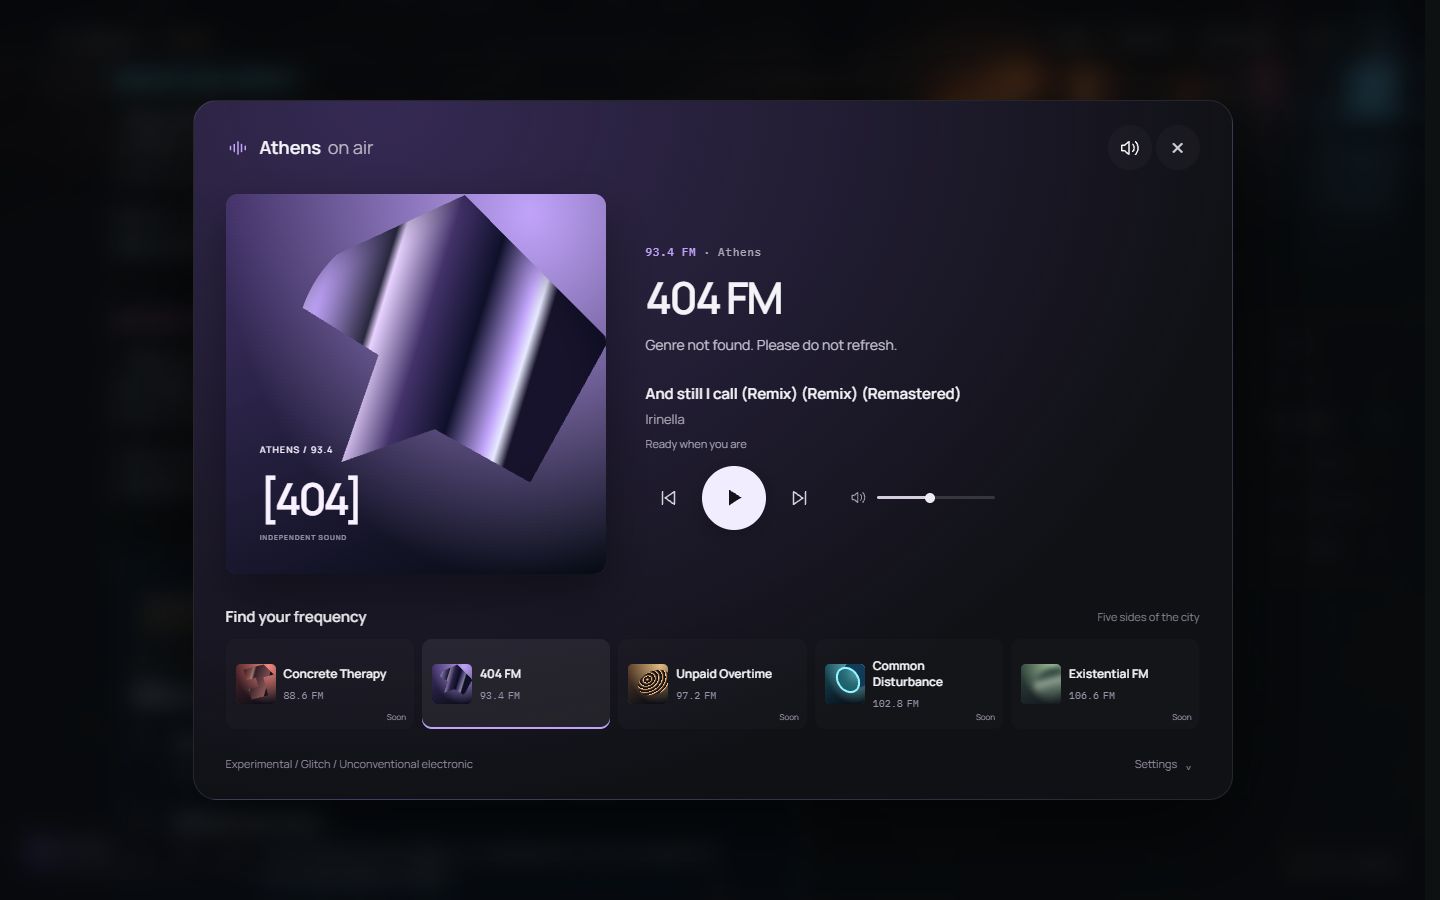 Athens on air
93.4 FM · Athens
404 FM
Genre not found. Please do not refresh.
And still I call (Remix) (Remix) (Remastered)
Irinella
Ready when you are
ATHENS / 93.4
[404]
INDEPENDENT SOUND
Find your frequency
Five sides of the city
Concrete Therapy
88.6 FM
Soon
404 FM
93.4 FM
Unpaid Overtime
97.2 FM
Soon
Common
Disturbance
102.8 FM
Soon
Existential FM
106.6 FM
Soon
Experimental / Glitch / Unconventional electronic
Settings